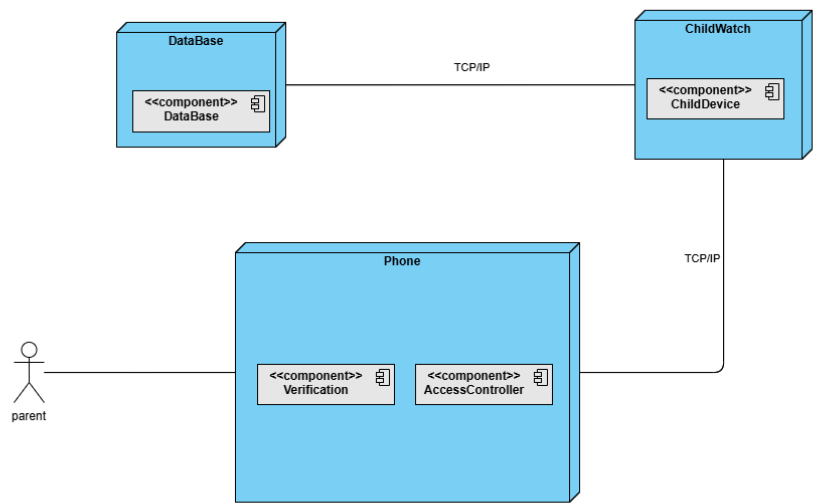 DataBase
<<component>>
DataBase
TCP/IP
ChildWatch
<<component>>
ChildDevice
TCP/IP
Phone
<<component>>
Verification
<<component>>
AccessController
parent